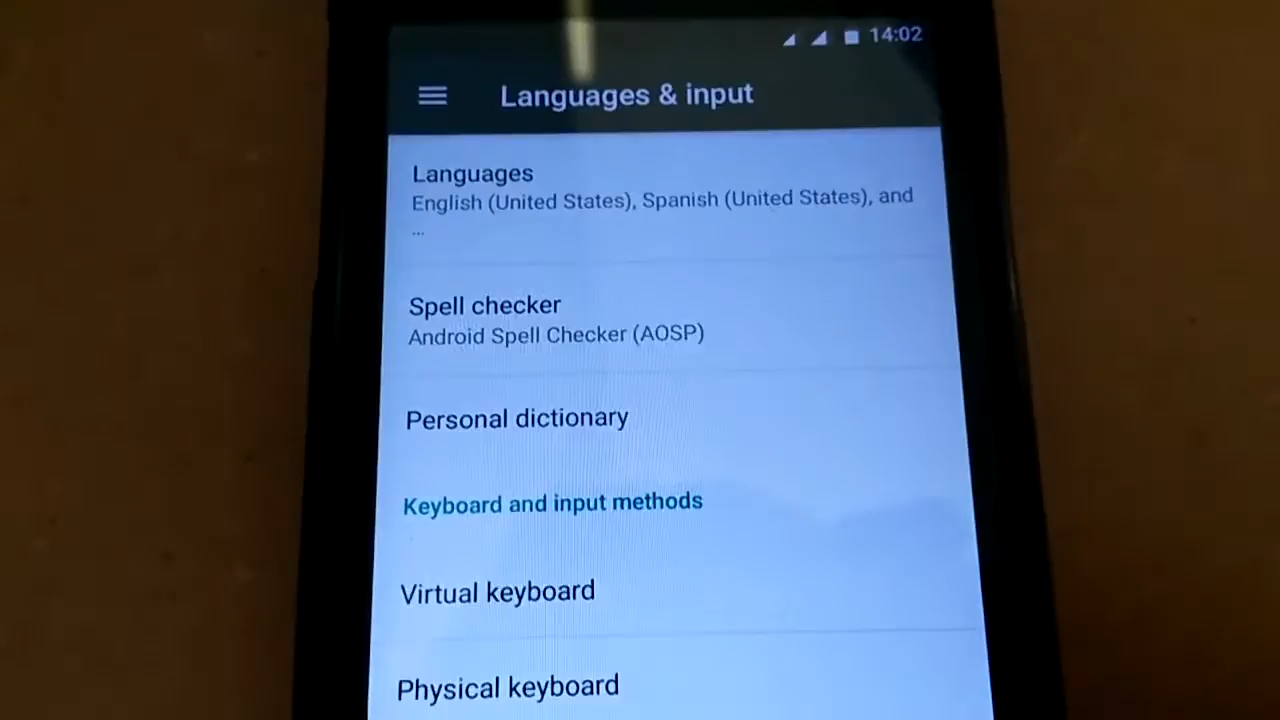 14:02
Languages & input
Languages
English (United States), Spanish (United States), and
...
Spell checker
Android Spell Checker (AOSP)
Personal dictionary
Keyboard and input methods
Virtual keyboard
Physical keyboard